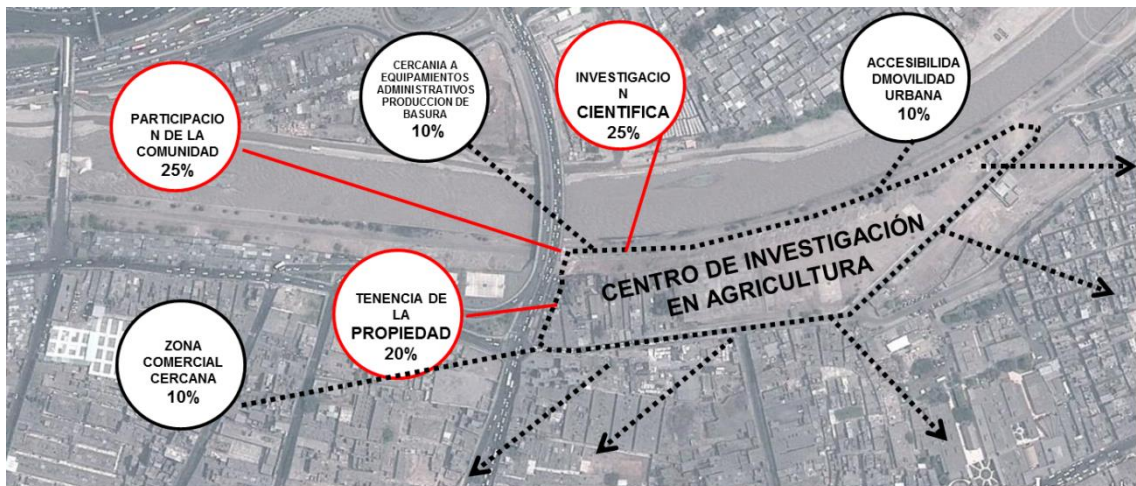 PARTICIPACIO
N DE LA
COMUNIDAD
25%
CERCANIA A
EQUIPAMIENTOS
ADMINISTRATIVOS
PRODUCCION DE
BASURA
10%
INVESTIGACIO
N
CIENTIFICA
25%
ACCESIBILIDA
DMOVILIDAD
URBANA
10%
CENTRO DE INVESTIGACIÓN
EN AGRICULTURA
TENENCIA DE
LA
PROPIEDAD
20%
ZONA
COMERCIAL
CERCANA
10%